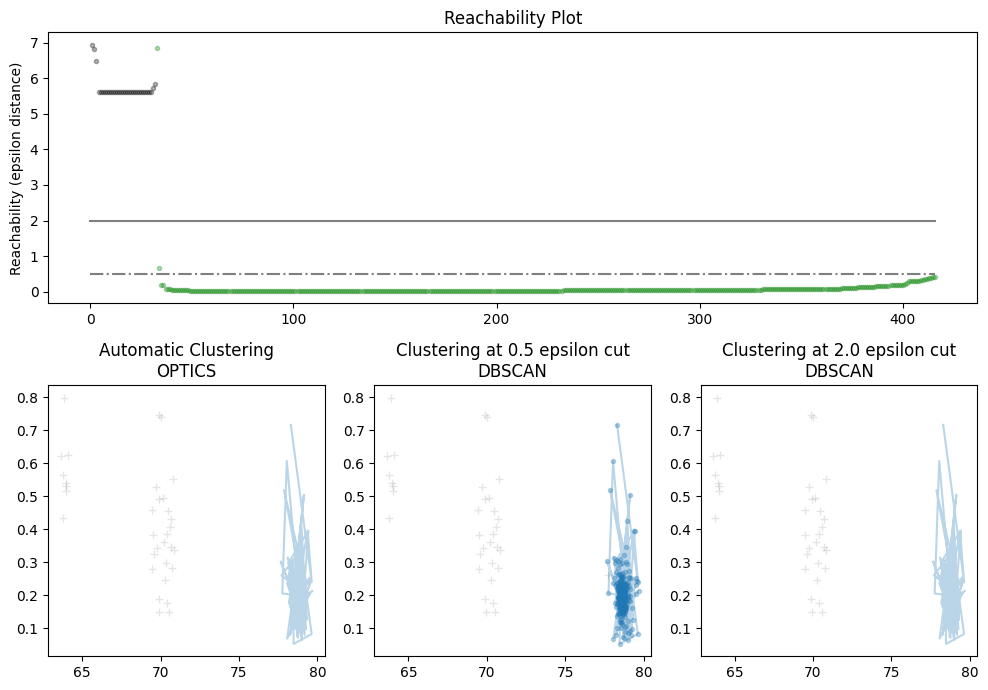 Reachability Plot
Reachability (epsilon distance)
7
6
5
4
3
2
1
0
0 100 200 300 400
Automatic Clustering
OPTICS
Clustering at 0.5 epsilon cut
DBSCAN
Clustering at 2.0 epsilon cut
DBSCAN
0.8
0.7
0.6
0.5
0.4
0.3
0.2
0.1
65 70 75 80
0.8
0.7
0.6
0.5
0.4
0.3
0.2
0.1
65 70 75 80
0.8
0.7
0.6
0.5
0.4
0.3
0.2
0.1
65 70 75 80